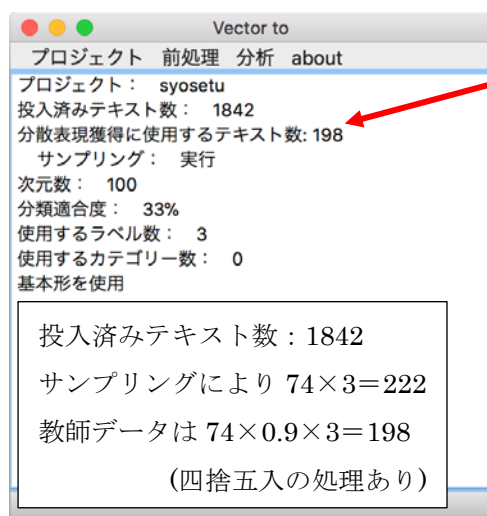 Vector to
プロジェクト 前処理 分析 about
プロジェクト： syosetu
投入済みテキスト数： 1842
分散表現獲得に使用するテキスト数: 198
サンプリング： 実行
次元数： 100
分類適合度： 33%
使用するラベル数： 3
使用するカテゴリー数： 0
基本形を使用
投入済みテキスト数：1842
サンプリングにより 74×3＝222
教師データは 74×0.9×3＝198
(四捨五入の処理あり)